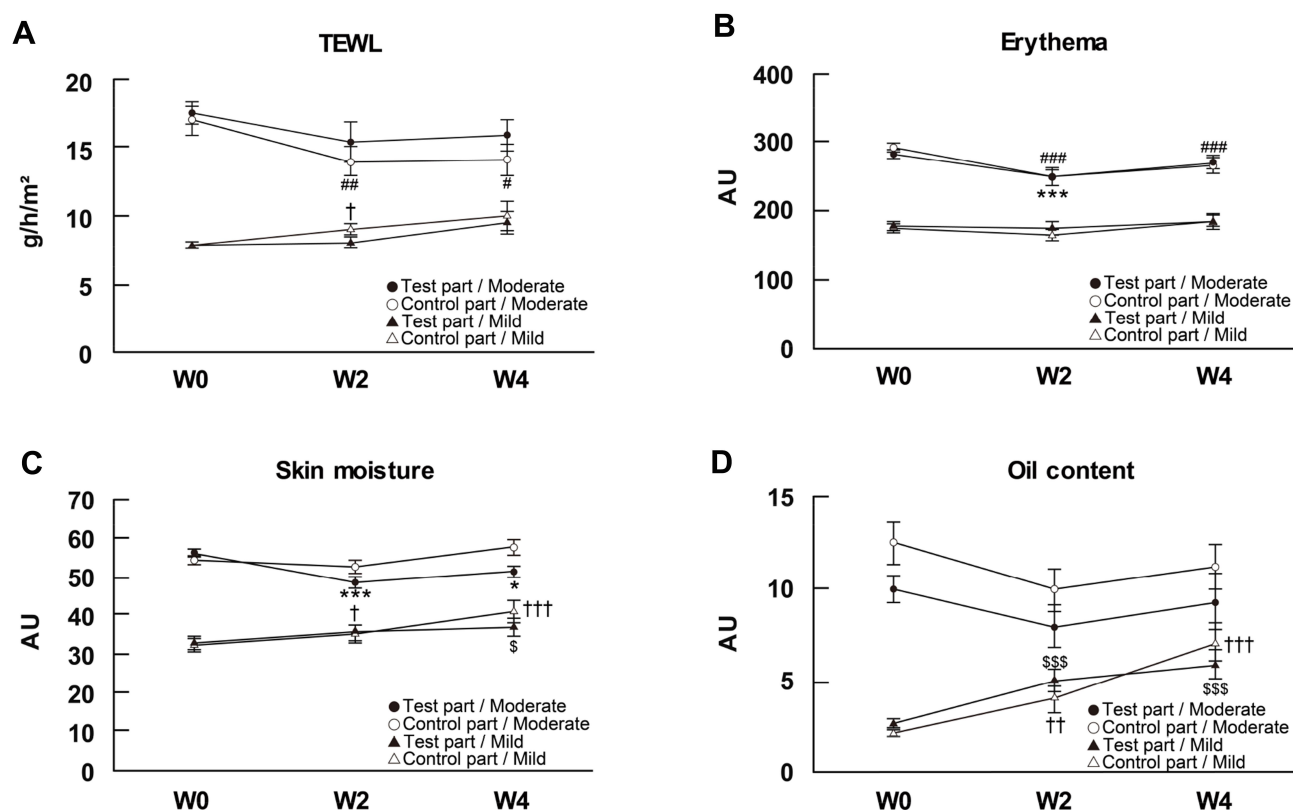 A
TEWL
20
15
10
5
0
g/h/m²
##
#
†
● Test part / Moderate
○ Control part / Moderate
▲ Test part / Mild
△ Control part / Mild
W0 W2 W4
B
Erythema
400
300
200
100
0
AU
###
###
***
● Test part / Moderate
○ Control part / Moderate
▲ Test part / Mild
△ Control part / Mild
W0 W2 W4
C
Skin moisture
70
60
50
40
30
20
10
0
AU
***
*
†
†††
$
● Test part / Moderate
○ Control part / Moderate
▲ Test part / Mild
△ Control part / Mild
W0 W2 W4
D
Oil content
15
10
5
0
AU
$$$
†††
$$$
††
● Test part / Moderate
○ Control part / Moderate
▲ Test part / Mild
△ Control part / Mild
W0 W2 W4